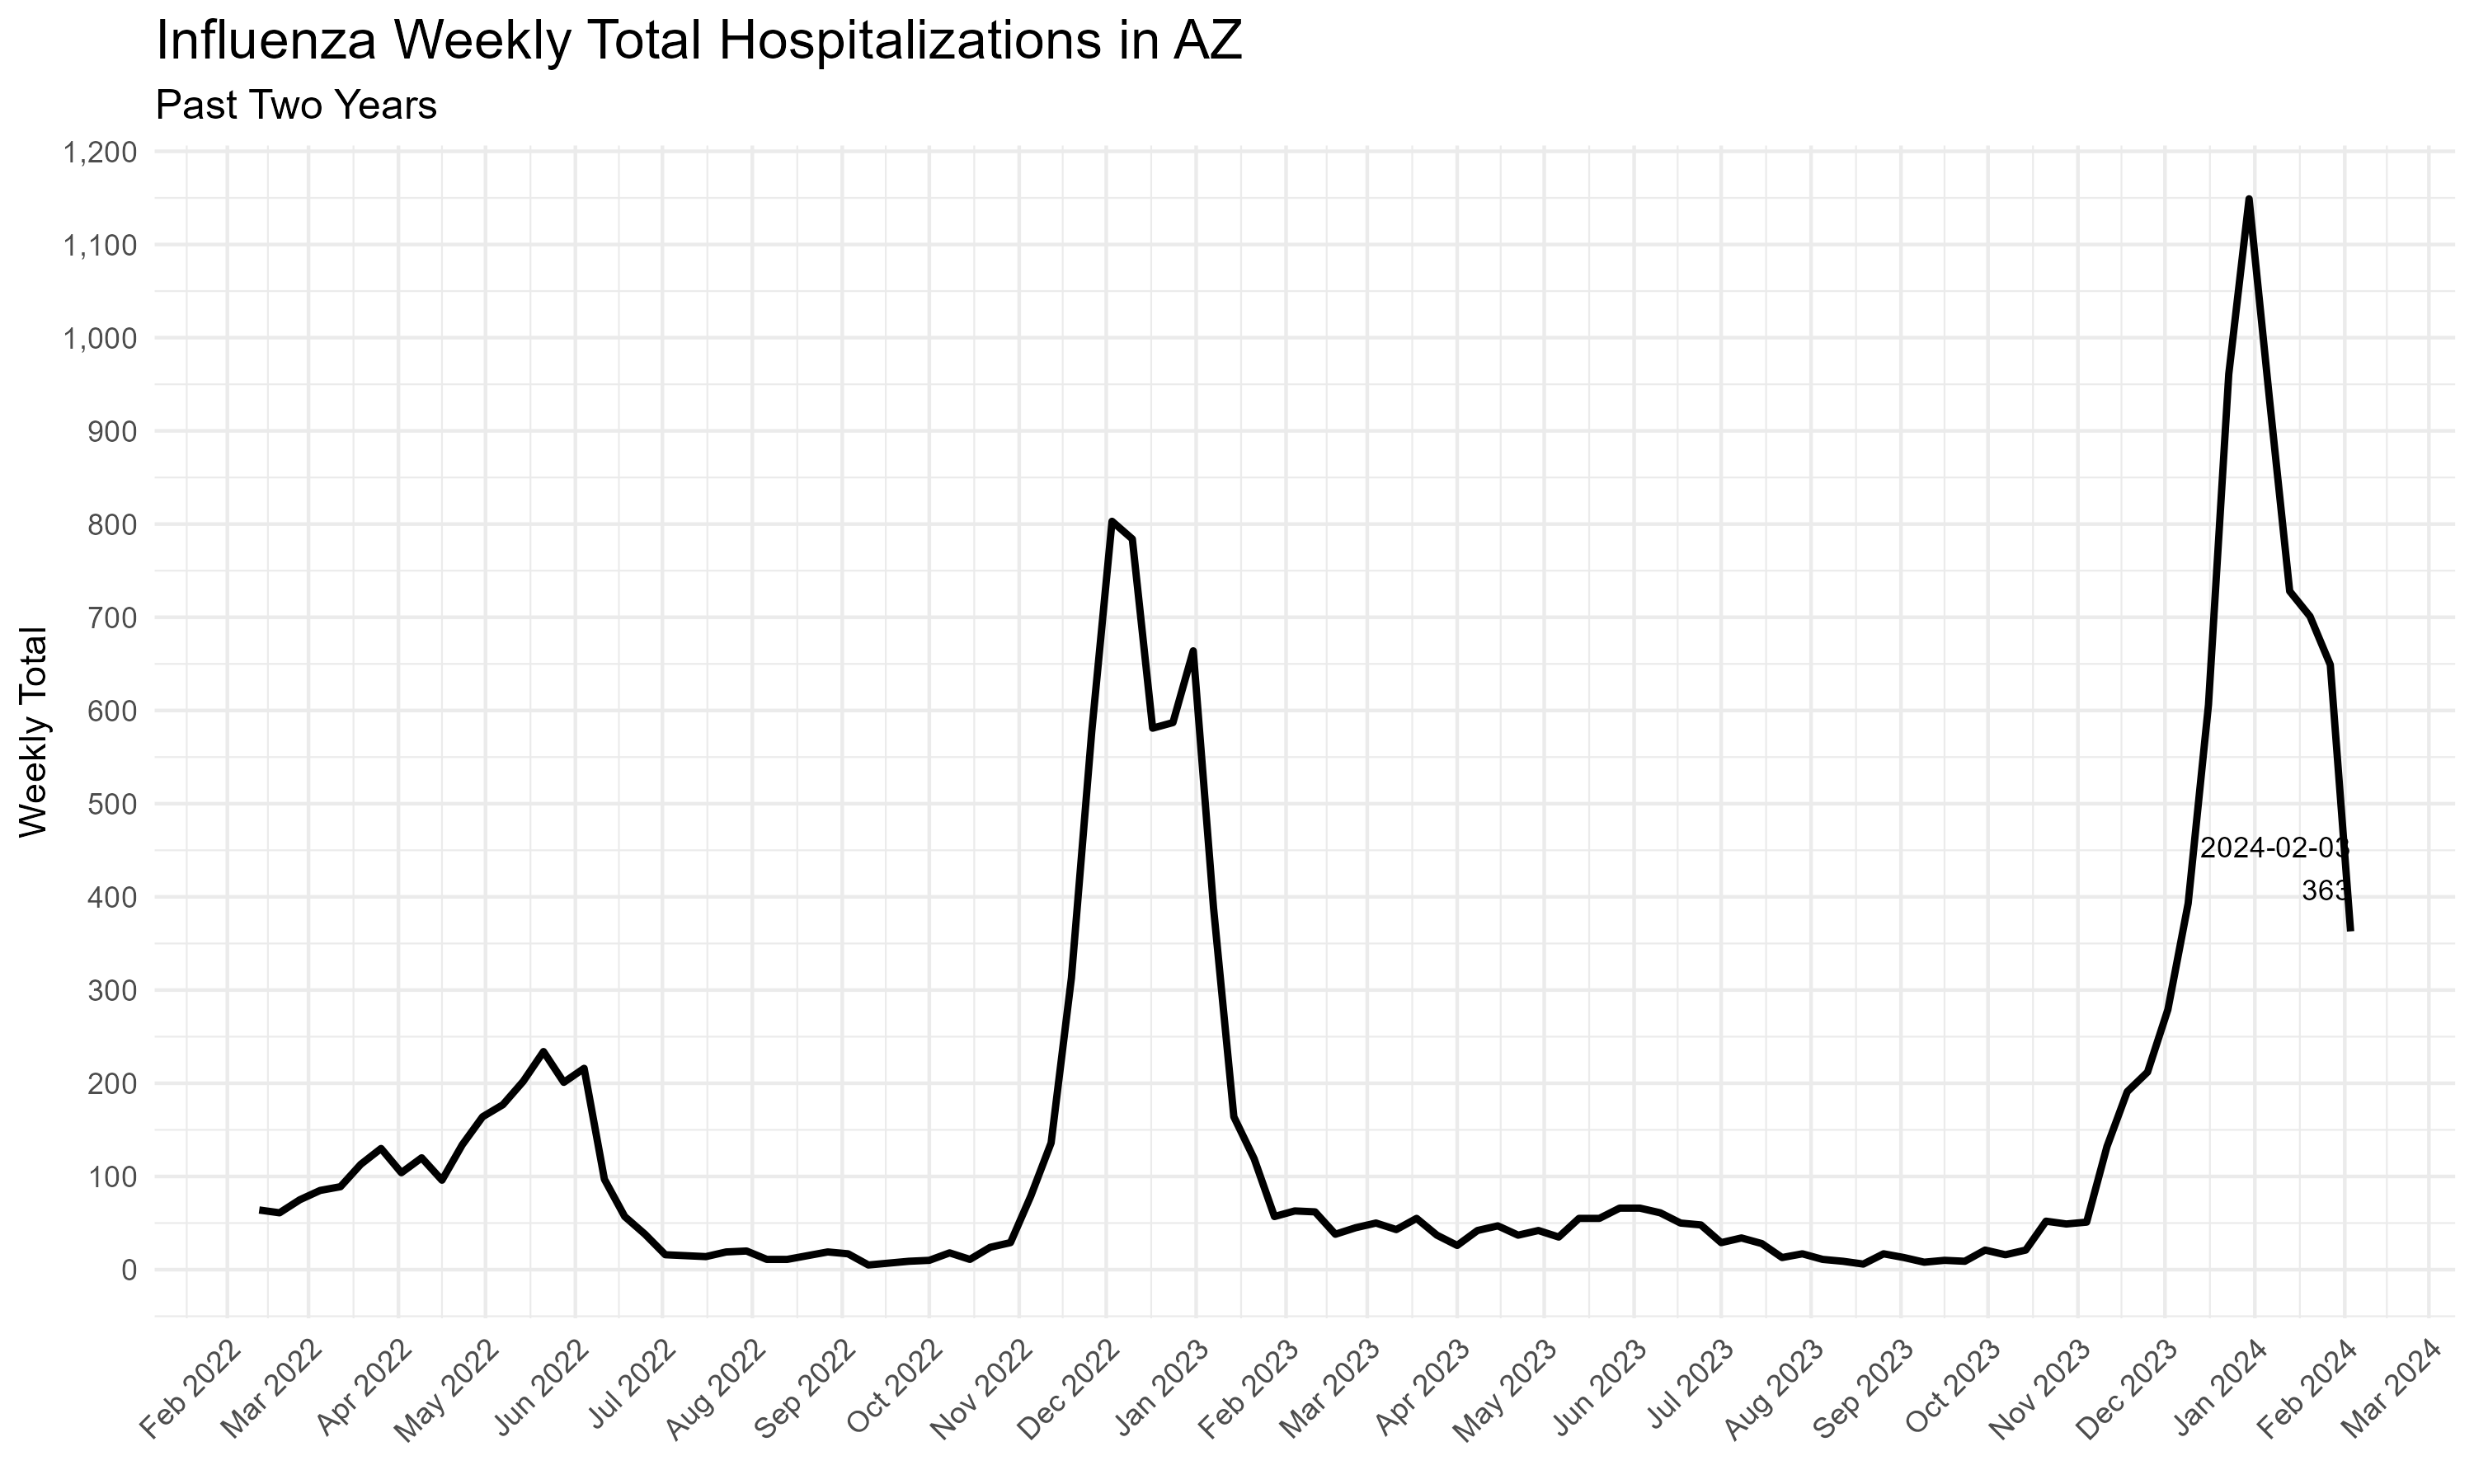 Influenza Weekly Total Hospitalizations in AZ
Past Two Years
1,200
1,100
1,000
900
800
700
600
500
400
300
200
100
0
Weekly Total
2024-02-03
363
Feb 2022
Mar 2022
Apr 2022
May 2022
Jun 2022
Jul 2022
Aug 2022
Sep 2022
Oct 2022
Nov 2022
Dec 2022
Jan 2023
Feb 2023
Mar 2023
Apr 2023
May 2023
Jun 2023
Jul 2023
Aug 2023
Sep 2023
Oct 2023
Nov 2023
Dec 2023
Jan 2024
Feb 2024
Mar 2024